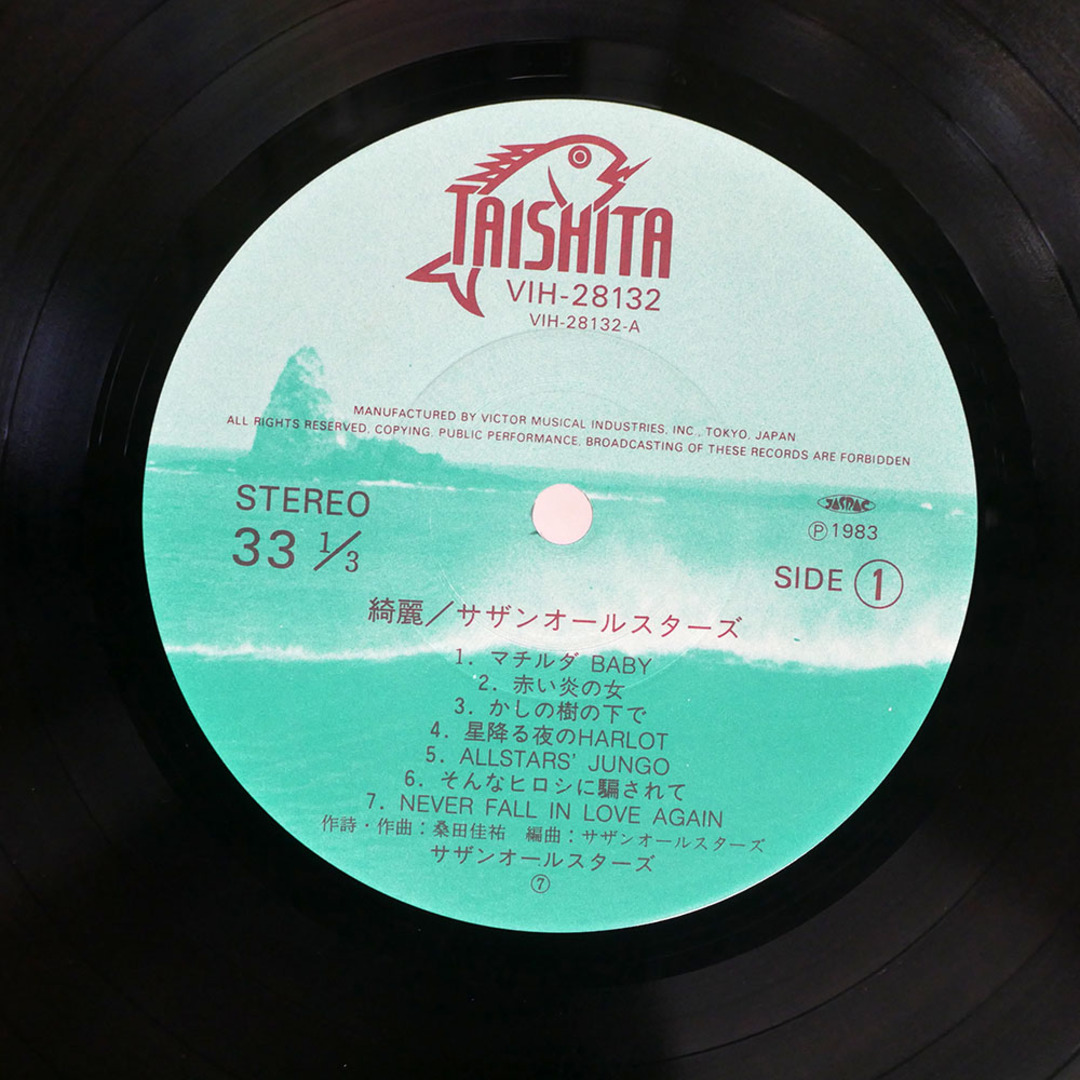 TAISHITA
VIH-28132
VIH-28132-A
MANUFACTURED BY VICTOR MUSICAL INDUSTRIES, INC., TOKYO, JAPAN
ALL RIGHTS RESERVED. COPYING, PUBLIC PERFORMANCE, BROADCASTING OF THESE RECORDS ARE FORBIDDEN
STEREO
33 1/3
JASRAC
Ⓟ1983
SIDE ①
綺麗／サザンオールスターズ
1. マチルダ BABY
2. 赤い炎の女
3. かしの樹の下で
4. 星降る夜のHARLOT
5. ALLSTARS' JUNGO
6. そんなヒロシに騙されて
7. NEVER FALL IN LOVE AGAIN
作詩・作曲：桑田佳祐 編曲：サザンオールスターズ
サザンオールスターズ
⑦